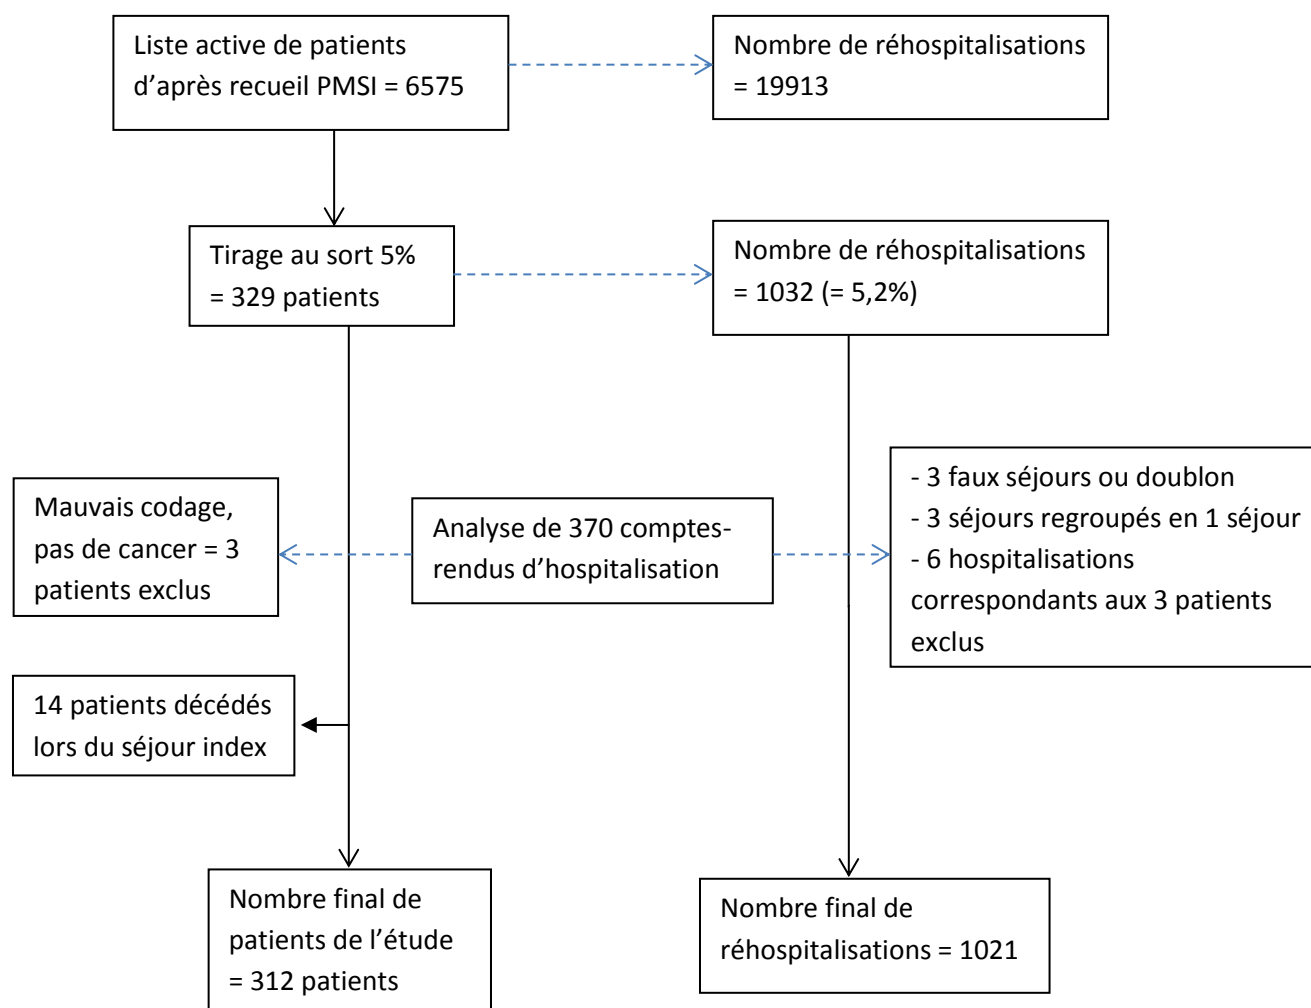 Liste active de patients
d’après recueil PMSI = 6575
Nombre de réhospitalisations
= 19913
Tirage au sort 5%
= 329 patients
Nombre de réhospitalisations
= 1032 (= 5,2%)
Mauvais codage,
pas de cancer = 3
patients exclus
Analyse de 370 comptes-
rendus d’hospitalisation
- 3 faux séjours ou doublon
- 3 séjours regroupés en 1 séjour
- 6 hospitalisations
correspondants aux 3 patients
exclus
14 patients décédés
lors du séjour index
Nombre final de
patients de l’étude
= 312 patients
Nombre final de
réhospitalisations = 1021